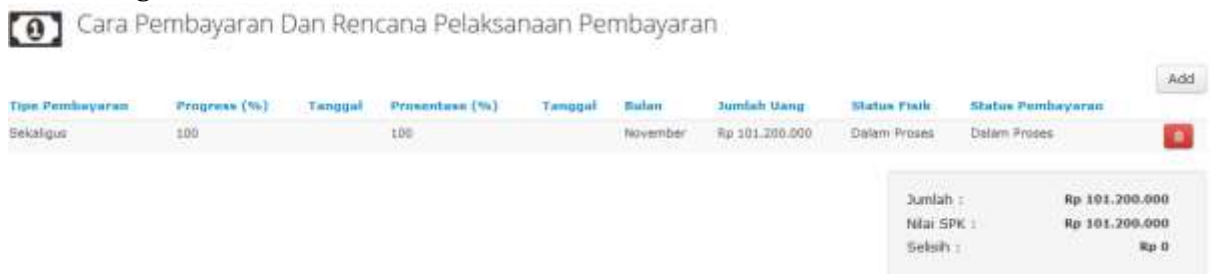 Cara Pembayaran Dan Rencana Pelaksanaan Pembayaran
Add
Tipe Pembayaran Progress (%) Tanggal Prosentase (%) Tanggal Bulan Jumlah Uang Status Fisik Status Pembayaran
Sekaligus 100 100 November Rp 101.200.000 Dalam Proses Dalam Proses
Jumlah : Rp 101.200.000
Nilai SPK : Rp 101.200.000
Selisih : Rp 0